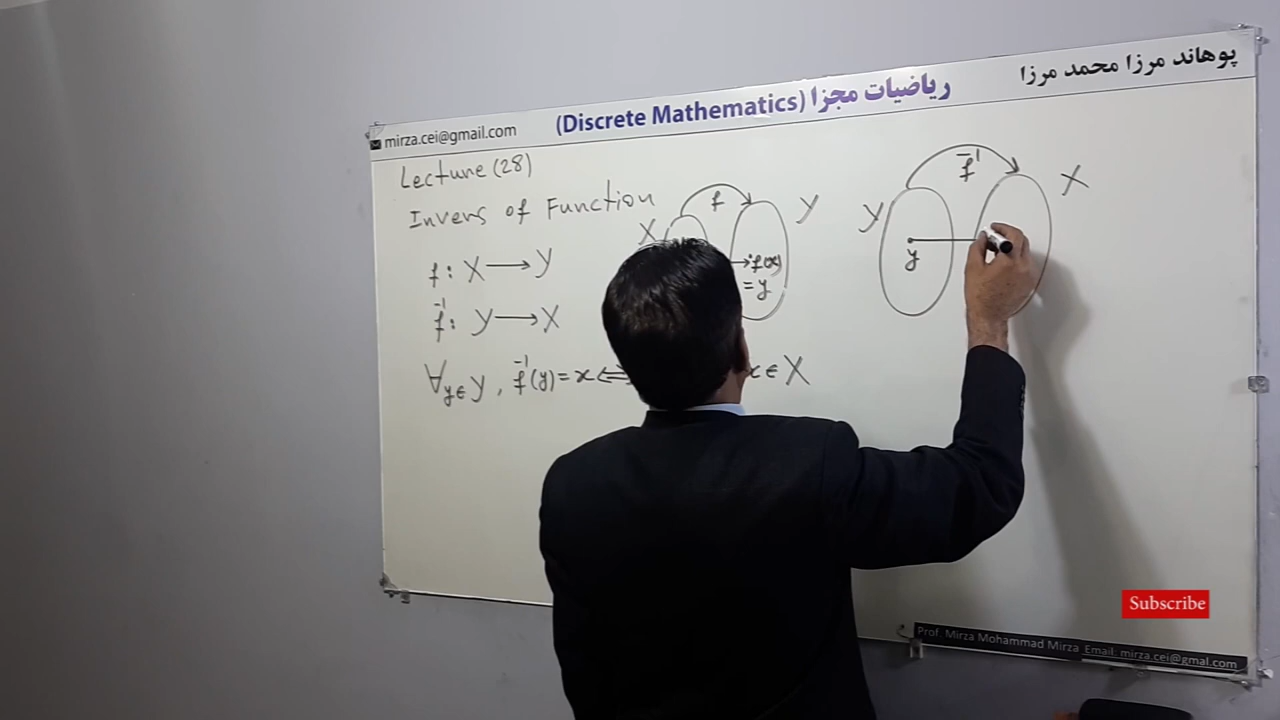 پوهاند مرزا محمد مرزا
ریاضیات مجزا (Discrete Mathematics)
mirza.cei@gmail.com
Lecture (28)
Invers of Function
f : X → Y
f⁻¹ : Y → X
∀y∈Y , f⁻¹(y) = x ⇔
x ∈ X
X f Y
f(x)
= y
Y f⁻¹ X
y
Subscribe
Prof. Mirza Mohammad Mirza Email: mirza.cei@gmal.com